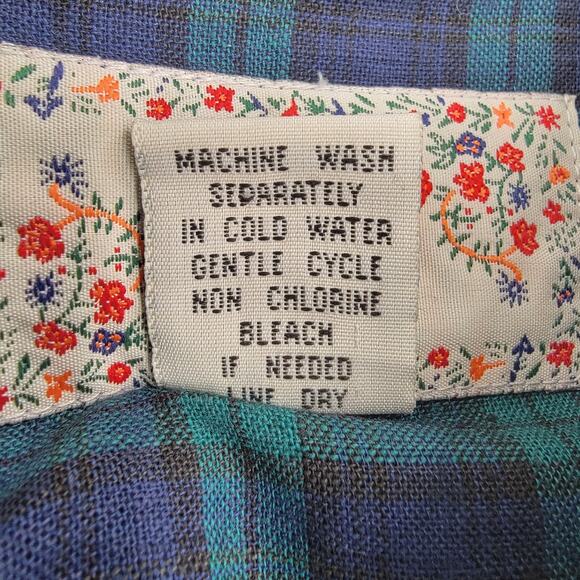 MACHINE WASH
SEPARATELY
IN COLD WATER
GENTLE CYCLE
NON CHLORINE
BLEACH
IF NEEDED
LINE DRY